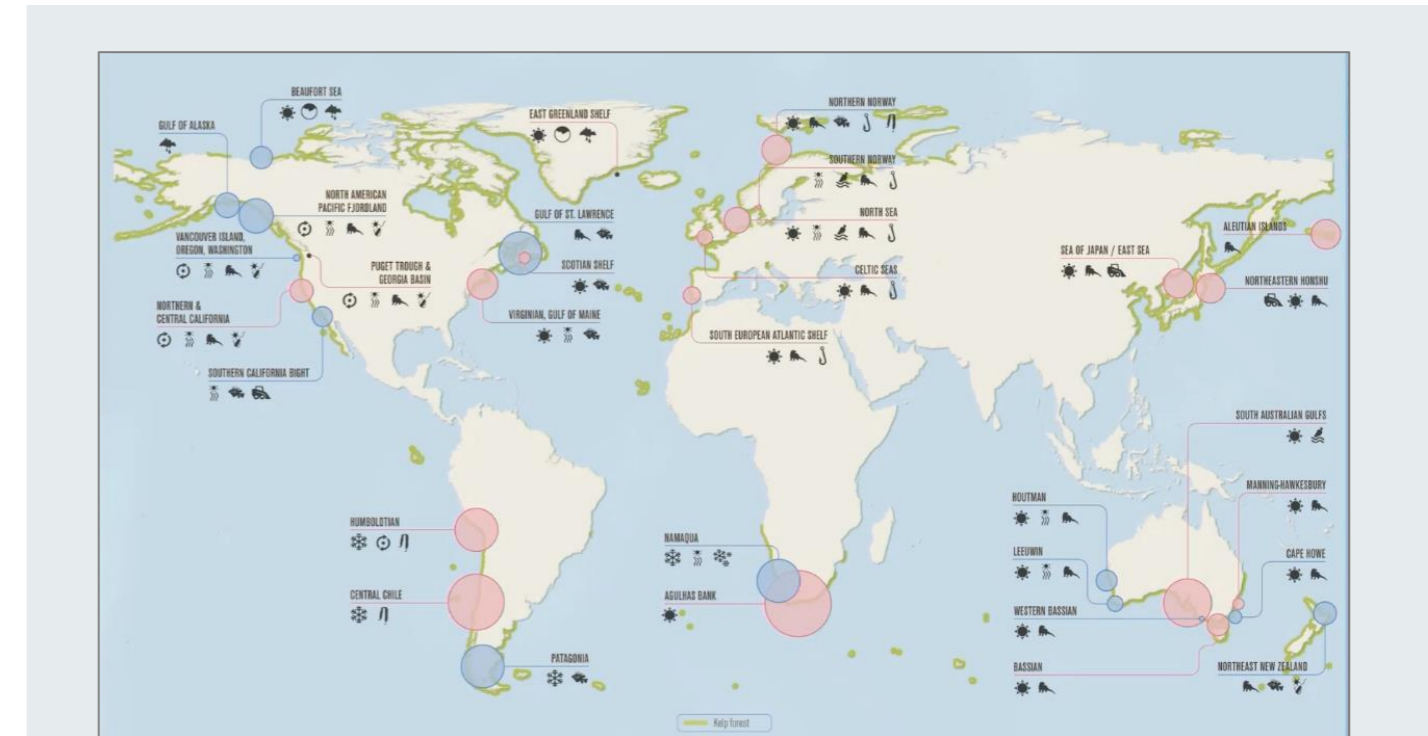 BEAUFORT SEA
GULF OF ALASKA
EAST GREENLAND SHELF
NORTHERN NORWAY
SOUTHERN NORWAY
NORTH AMERICAN
PACIFIC FJORDLAND
GULF OF ST. LAWRENCE
NORTH SEA
VANCOUVER ISLAND,
OREGON, WASHINGTON
ALEUTIAN ISLANDS
SEA OF JAPAN / EAST SEA
PUGET TROUGH &
GEORGIA BASIN
SCOTIAN SHELF
CELTIC SEAS
NORTHEASTERN HONSHU
NORTHERN &
CENTRAL CALIFORNIA
VIRGINIAN, GULF OF MAINE
SOUTH EUROPEAN ATLANTIC SHELF
SOUTHERN CALIFORNIA BIGHT
SOUTH AUSTRALIAN GULFS
MANNING-HAWKESBURY
HOUTMAN
HUMBOLDTIAN
NAMAQUA
LEEUWIN
CAPE HOWE
CENTRAL CHILE
AGULHAS BANK
WESTERN BASSIAN
PATAGONIA
BASSIAN
NORTHEAST NEW ZEALAND
Kelp forest